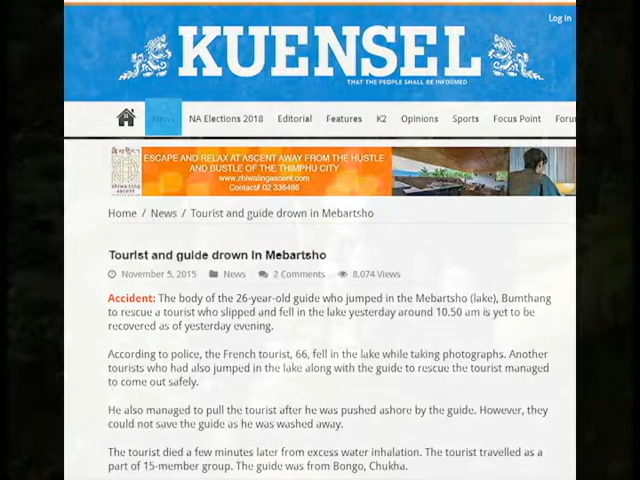 Log in
KUENSEL
THAT THE PEOPLE SHALL BE INFORMED
News NA Elections 2018 Editorial Features K2 Opinions Sports Focus Point Foru
ESCAPE AND RELAX AT ASCENT AWAY FROM THE HUSTLE
AND BUSTLE OF THE THIMPHU CITY
www.zhiwalingascent.com
Contact# 02 336466
zhiwa ling
ascent
Home / News / Tourist and guide drown in Mebartsho
Tourist and guide drown in Mebartsho
November 5, 2015 News 2 Comments 8,074 Views
Accident: The body of the 26-year-old guide who jumped in the Mebartsho (lake), Bumthang
to rescue a tourist who slipped and fell in the lake yesterday around 10.50 am is yet to be
recovered as of yesterday evening.
According to police, the French tourist, 66, fell in the lake while taking photographs. Another
tourists who had also jumped in the lake along with the guide to rescue the tourist managed
to come out safely.
He also managed to pull the tourist after he was pushed ashore by the guide. However, they
could not save the guide as he was washed away.
The tourist died a few minutes later from excess water inhalation. The tourist travelled as a
part of 15-member group. The guide was from Bongo, Chukha.